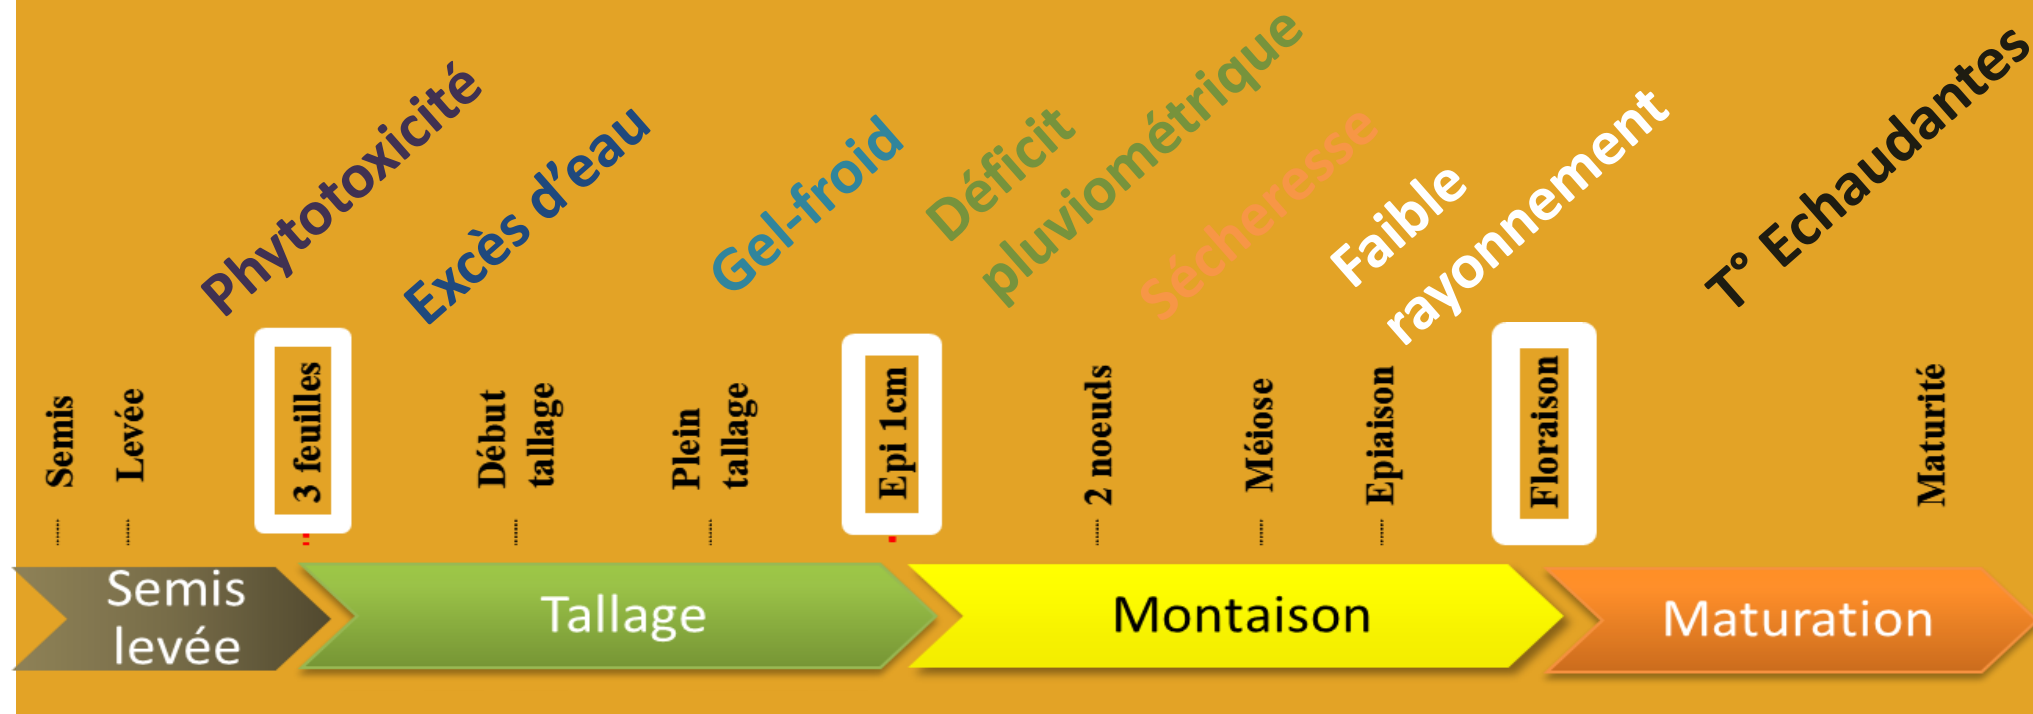 Phytotoxicité
Excès d'eau
Gel-froid
Déficit
pluviométrique
Sécheresse
Faible
rayonnement
T° Echaudantes
Semis
Levée
3 feuilles
Début
tallage
Plein
tallage
Epi 1cm
2 noeuds
Méiose
Epiaison
Floraison
Maturité
Semis
levée
Tallage
Montaison
Maturation